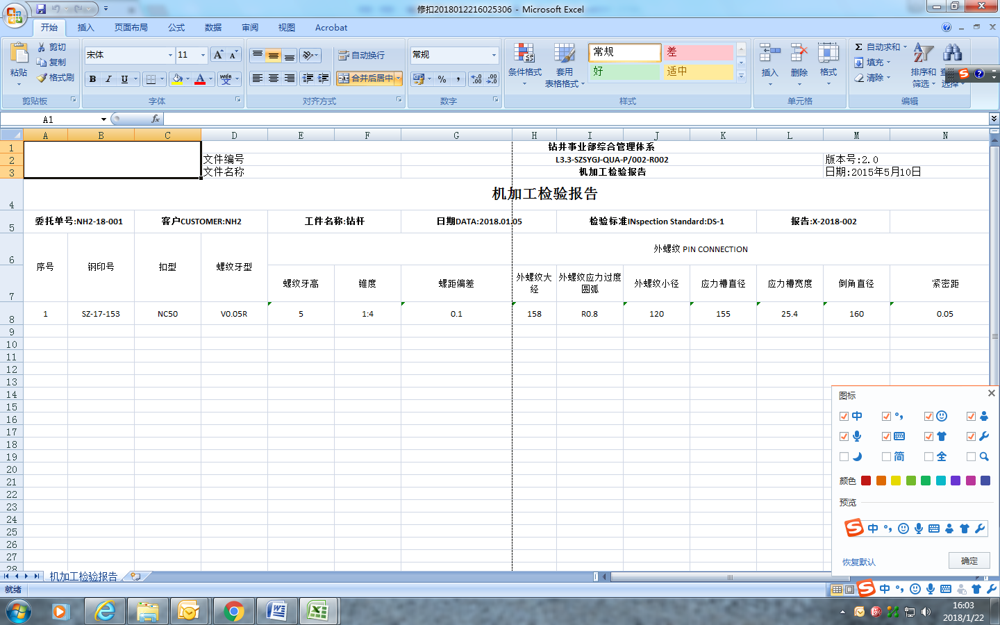 修扣2018012216025306 - Microsoft Excel
开始 插入 页面布局 公式 数据 审阅 视图 Acrobat
粘贴 剪切 复制 格式刷 剪贴板
宋体 11 A A B I U A wén 变 字体
自动换行 合并后居中 对齐方式
常规 % , .0 .00 .00 .0 数字
条件格式 套用 表格格式
常规 差 好 适中 样式
插入 删除 格式 单元格
Σ 自动求和 填充 清除 排序和 筛选 选择 编辑
A1 fx
A B C D E F G H I J K L M N
1 钻井事业部综合管理体系
2 文件编号 L3.3-SZSYGJ-QUA-P/002-R002 版本号:2.0
3 文件名称 机加工检验报告 日期:2015年5月10日
4 机加工检验报告
5 委托单号:NH2-18-001 客户CUSTOMER:NH2 工件名称:钻杆 日期DATA:2018.01.05 检验标准INspection Standard:DS-1 报告:X-2018-002
6 序号 钢印号 扣型 螺纹牙型 外螺纹 PIN CONNECTION
7 螺纹牙高 锥度 螺距偏差 外螺纹大径 外螺纹应力过度圆弧 外螺纹小径 应力槽直径 应力槽宽度 倒角直径 紧密距
8 1 SZ-17-153 NC50 V0.05R 5 1:4 0.1 158 R0.8 120 155 25.4 160 0.05
9
10
11
12
13
14
15
16
17
18
19
20
21
22
23
24
25
26
27
28
图标
中 °,
简 全
颜色
预览
S 中 °,
恢复默认 确定
机加工检验报告
就绪
S 中 °,
16:03
2018/1/22